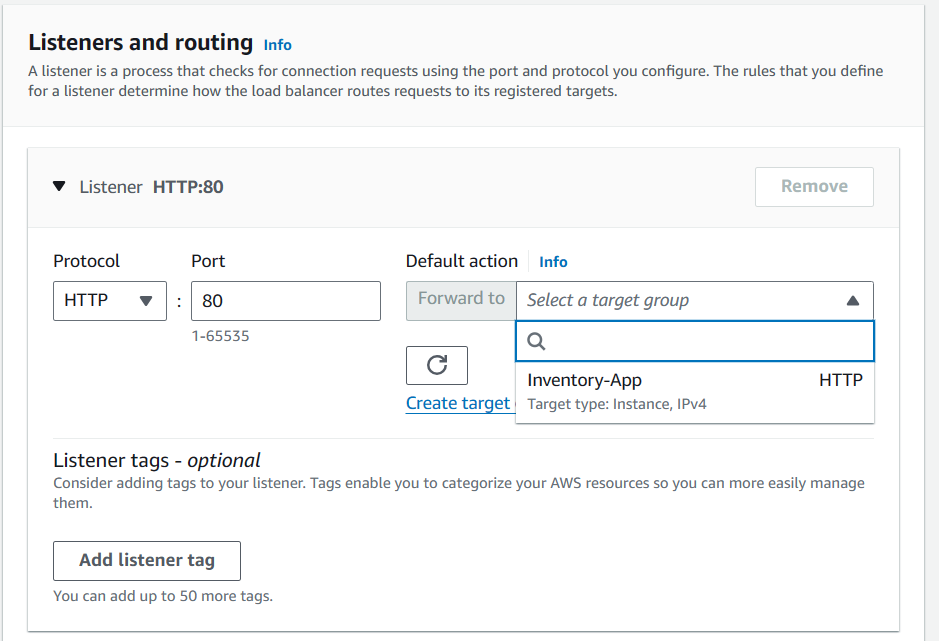 Listeners and routing Info
A listener is a process that checks for connection requests using the port and protocol you configure. The rules that you define
for a listener determine how the load balancer routes requests to its registered targets.
Listener HTTP:80
Remove
Protocol
Port
Default action Info
HTTP
:
80
Forward to
Select a target group
1-65535
Inventory-App HTTP
Target type: Instance, IPv4
Create target
Listener tags - optional
Consider adding tags to your listener. Tags enable you to categorize your AWS resources so you can more easily manage
them.
Add listener tag
You can add up to 50 more tags.